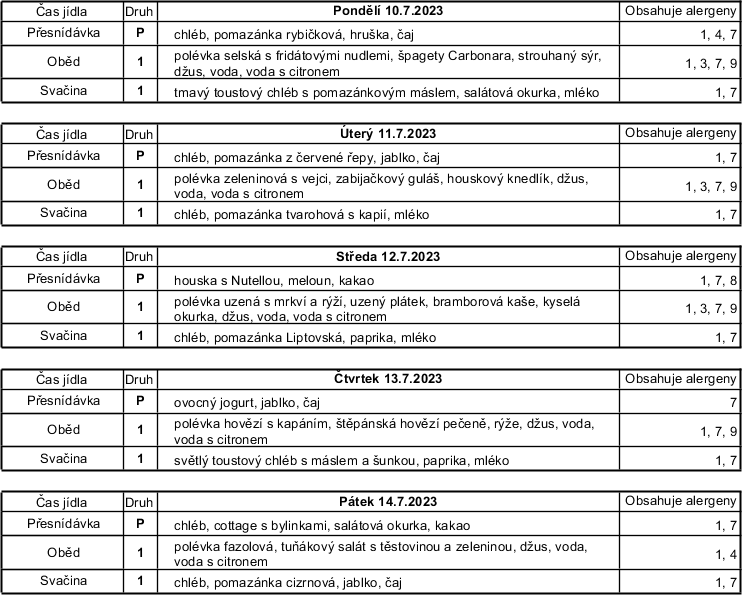 Čas jídla Druh Pondělí 10.7.2023 Obsahuje alergeny
Přesnídávka P chléb, pomazánka rybičková, hruška, čaj 1, 4, 7
Oběd 1 polévka selská s fridátovými nudlemi, špagety Carbonara, strouhaný sýr, 1, 3, 7, 9
džus, voda, voda s citronem
Svačina 1 tmavý toustový chléb s pomazánkovým máslem, salátová okurka, mléko 1, 7
Čas jídla Druh Úterý 11.7.2023 Obsahuje alergeny
Přesnídávka P chléb, pomazánka z červené řepy, jablko, čaj 1, 7
Oběd 1 polévka zeleninová s vejci, zabijačkový guláš, houskový knedlík, džus, 1, 3, 7, 9
voda, voda s citronem
Svačina 1 chléb, pomazánka tvarohová s kapií, mléko 1, 7
Čas jídla Druh Středa 12.7.2023 Obsahuje alergeny
Přesnídávka P houska s Nutellou, meloun, kakao 1, 7, 8
Oběd 1 polévka uzená s mrkví a rýží, uzený plátek, bramborová kaše, kyselá 1, 3, 7, 9
okurka, džus, voda, voda s citronem
Svačina 1 chléb, pomazánka Liptovská, paprika, mléko 1, 7
Čas jídla Druh Čtvrtek 13.7.2023 Obsahuje alergeny
Přesnídávka P ovocný jogurt, jablko, čaj 7
Oběd 1 polévka hovězí s kapáním, štěpánská hovězí pečeně, rýže, džus, voda, 1, 7, 9
voda s citronem
Svačina 1 světlý toustový chléb s máslem a šunkou, paprika, mléko 1, 7
Čas jídla Druh Pátek 14.7.2023 Obsahuje alergeny
Přesnídávka P chléb, cottage s bylinkami, salátová okurka, kakao 1, 7
Oběd 1 polévka fazolová, tuňákový salát s těstovinou a zeleninou, džus, voda, 1, 4
voda s citronem
Svačina 1 chléb, pomazánka cizrnová, jablko, čaj 1, 7